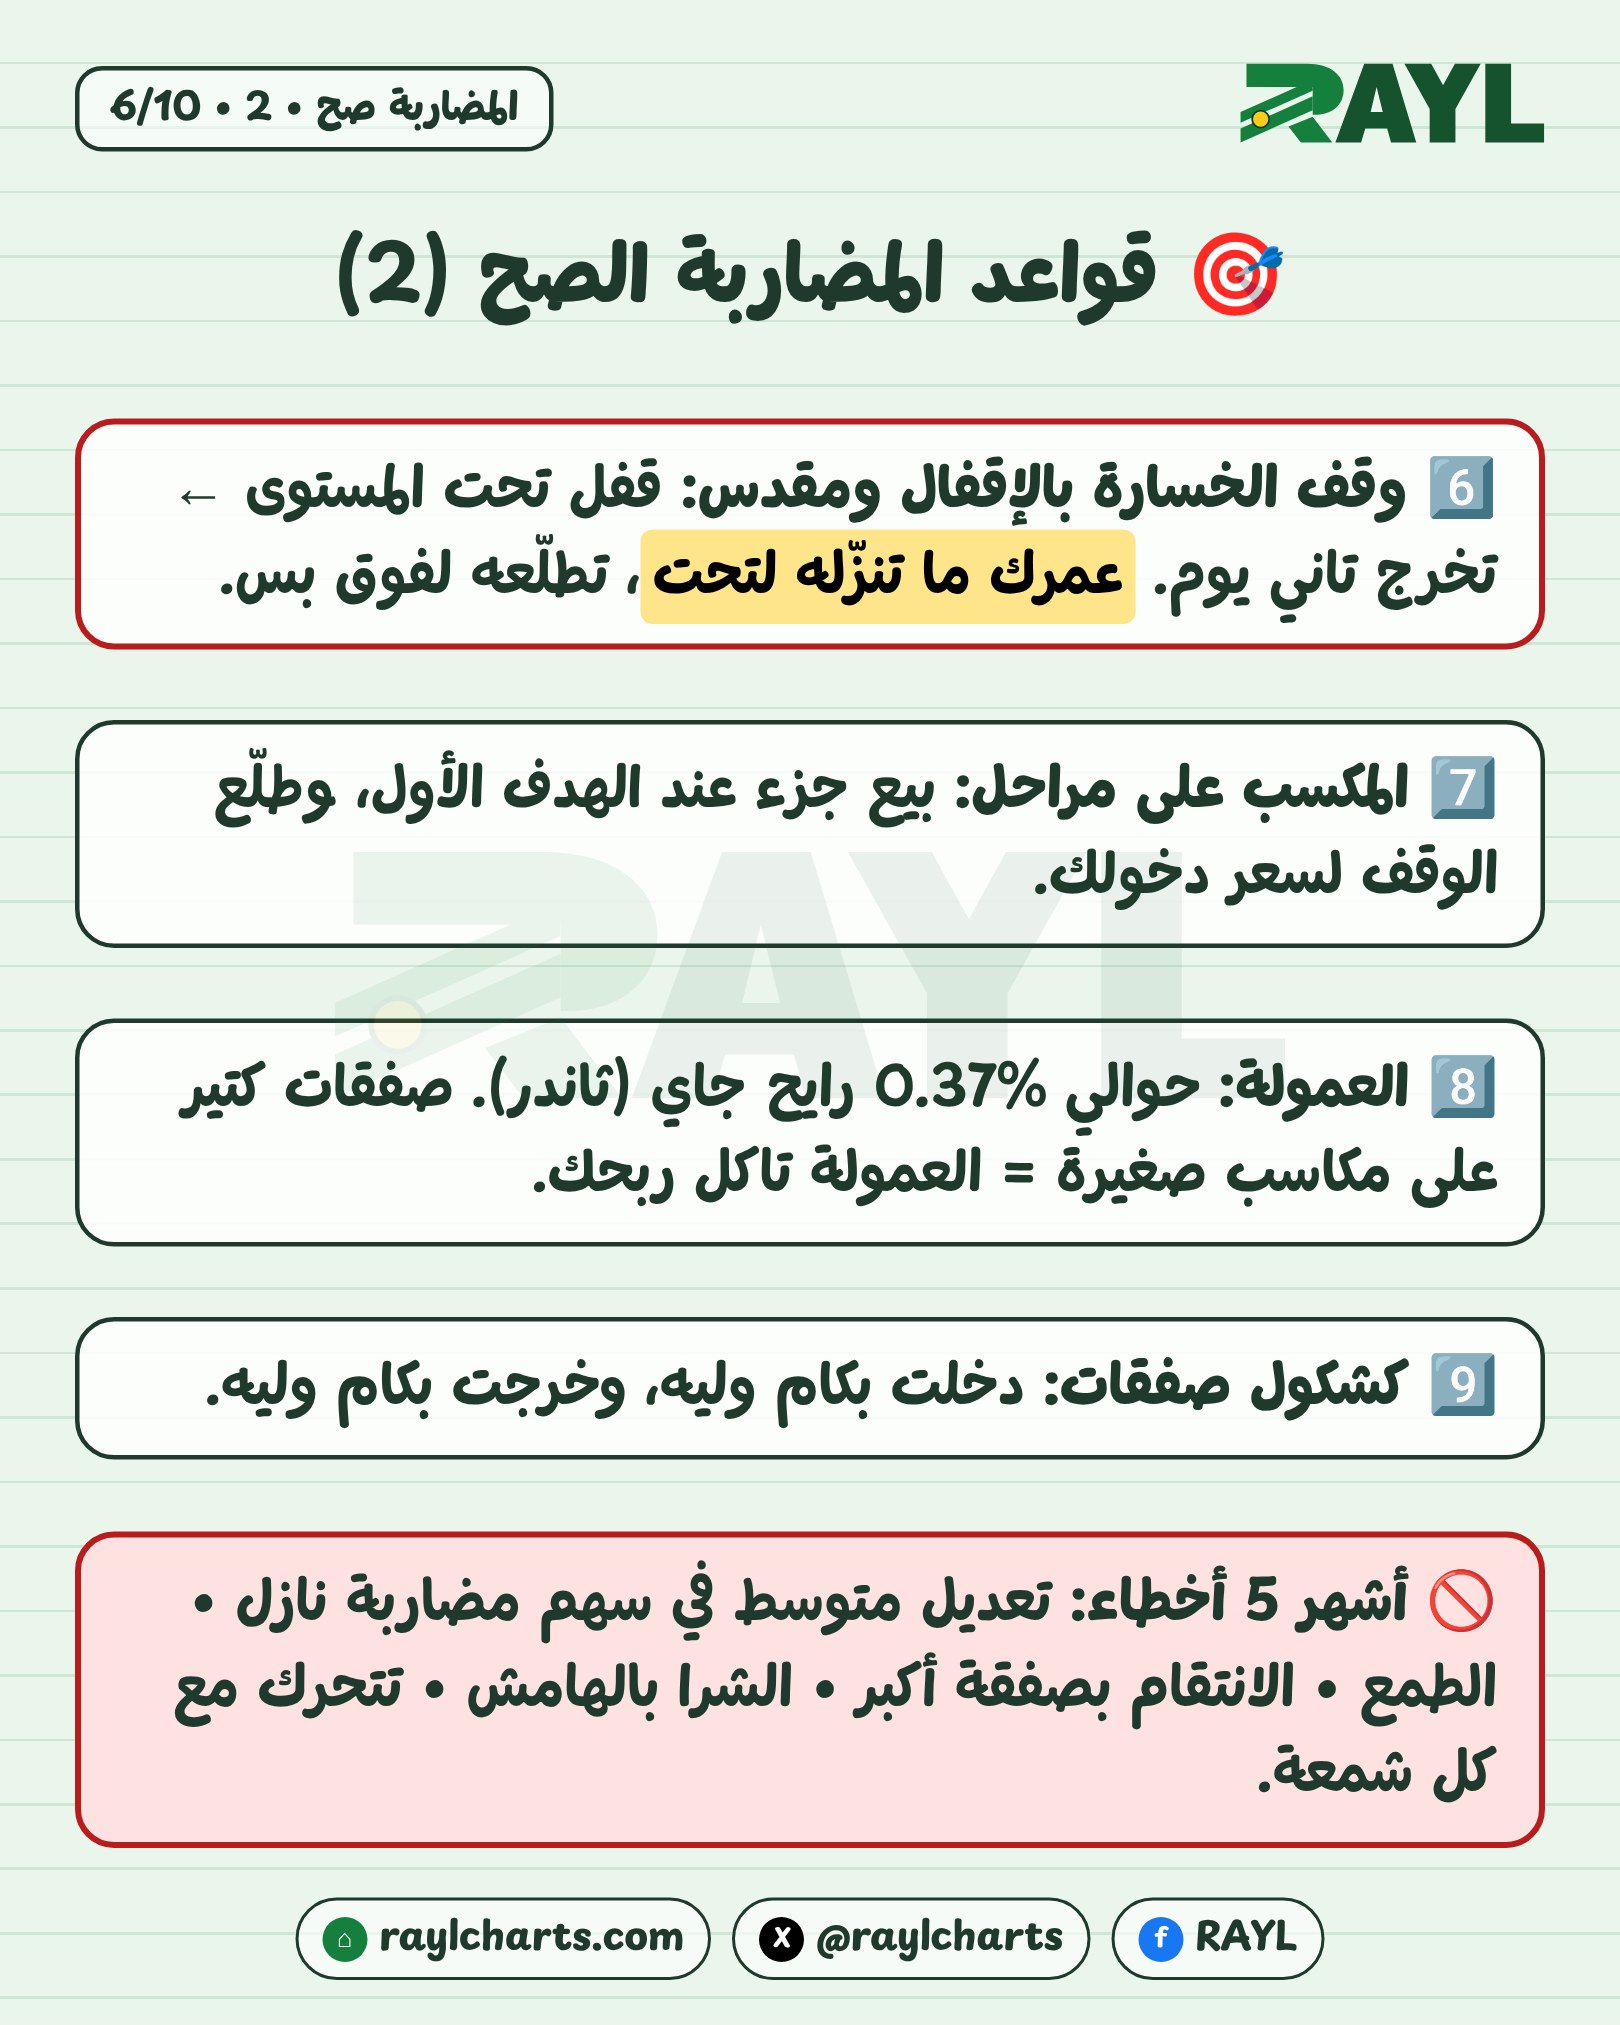 RAYL
المضاربة صح • 2 • 6/10
🎯 قواعد المضاربة الصح (2)
6️⃣ وقف الخسارة بالإقفال ومقدس: قفل تحت المستوى ←
تخرج تاني يوم. عمرك ما تنزّله لتحت، تطلّعه لفوق بس.
7️⃣ المكسب على مراحل: بيع جزء عند الهدف الأول، وطلّع
الوقف لسعر دخولك.
8️⃣ العمولة: حوالي 0.37% رايح جاي (ثاندر). صفقات كتير
على مكاسب صغيرة = العمولة تاكل ربحك.
9️⃣ كشكول صفقات: دخلت بكام وليه، وخرجت بكام وليه.
🚫 أشهر 5 أخطاء: تعديل متوسط في سهم مضاربة نازل •
الطمع • الانتقام بصفقة أكبر • الشرا بالهامش • تتحرك مع
كل شمعة.
raylcharts.com
X @raylcharts
f RAYL